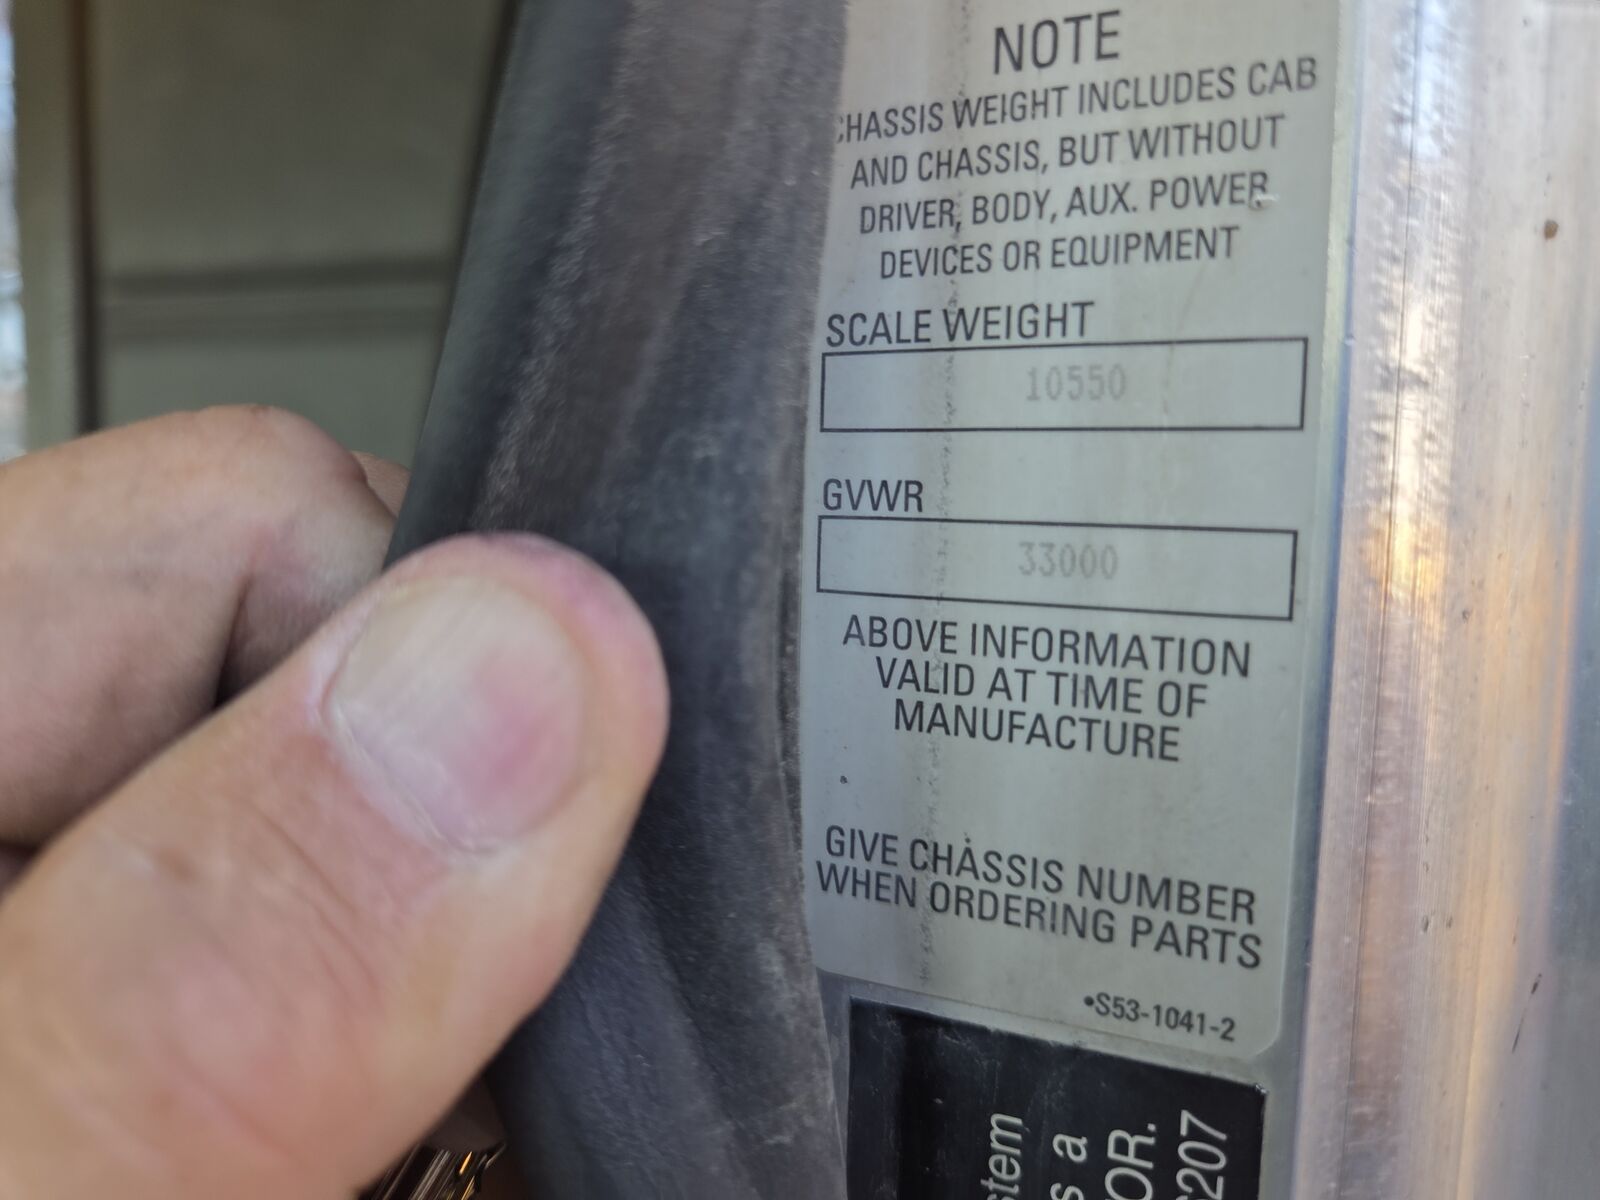 NOTE
CHASSIS WEIGHT INCLUDES CAB
AND CHASSIS, BUT WITHOUT
DRIVER, BODY, AUX. POWER
DEVICES OR EQUIPMENT
SCALE WEIGHT
10550
GVWR
33000
ABOVE INFORMATION
VALID AT TIME OF
MANUFACTURE
GIVE CHASSIS NUMBER
WHEN ORDERING PARTS
•S53-1041-2
s a
OR.